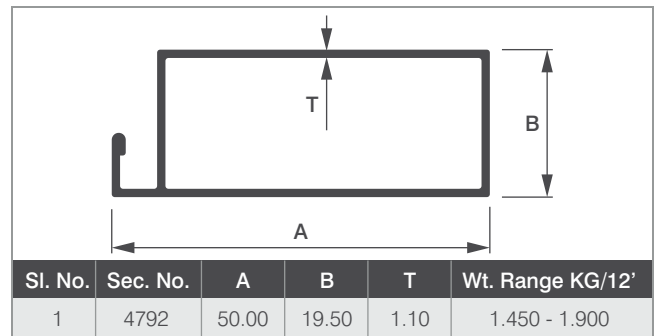 T
B
A
Sl. No. Sec. No. A B T Wt. Range KG/12’
1 4792 50.00 19.50 1.10 1.450 - 1.900